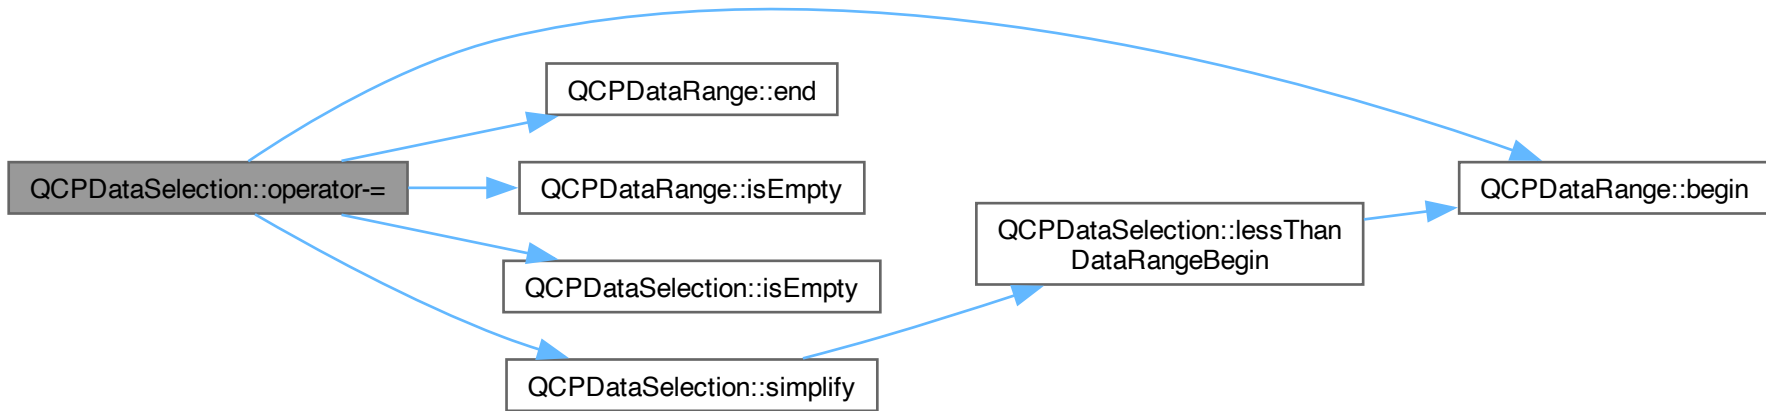 QCPDataRange::end
QCPDataSelection::operator-=
QCPDataRange::isEmpty
QCPDataRange::begin
QCPDataSelection::lessThan
DataRangeBegin
QCPDataSelection::isEmpty
QCPDataSelection::simplify